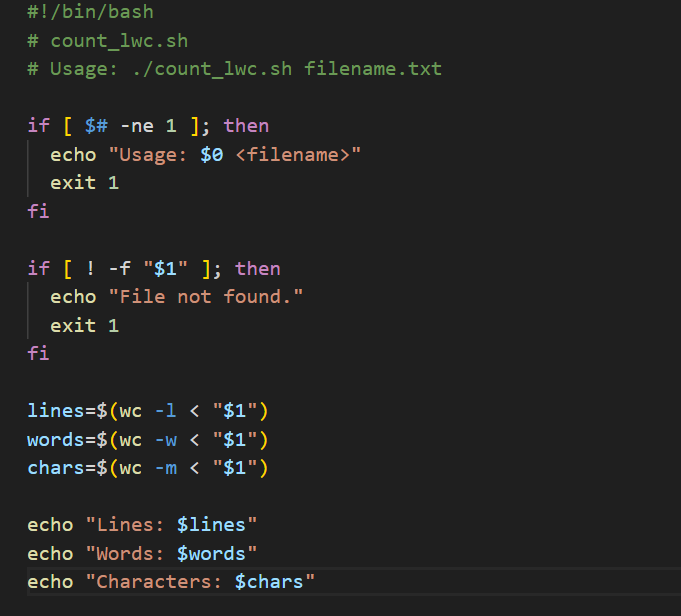 #!/bin/bash
# count_lwc.sh
# Usage: ./count_lwc.sh filename.txt

if [ $# -ne 1 ]; then
  echo "Usage: $0 <filename>"
  exit 1
fi

if [ ! -f "$1" ]; then
  echo "File not found."
  exit 1
fi

lines=$(wc -l < "$1")
words=$(wc -w < "$1")
chars=$(wc -m < "$1")

echo "Lines: $lines"
echo "Words: $words"
echo "Characters: $chars"